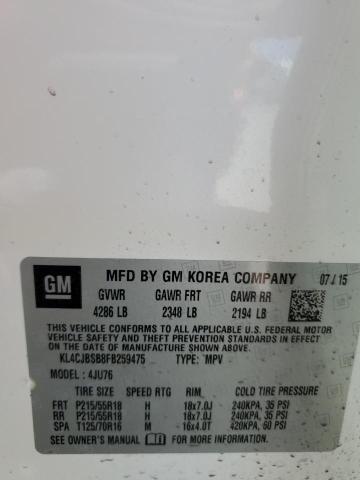 GM
MFD BY GM KOREA COMPANY 07/15
GVWR GAWR FRT GAWR RR
4286 LB 2348 LB 2194 LB
THIS VEHICLE CONFORMS TO ALL APPLICABLE U.S. FEDERAL MOTOR
VEHICLE SAFETY, BUMPER, AND THEFT PREVENTION STANDARDS IN EFFECT ON
THE DATE OF MANUFACTURE SHOWN ABOVE.
KL4CJBSB8FB259475 TYPE: MPV
MODEL: 4JU76
TIRE SIZE SPEED RTG RIM COLD TIRE PRESSURE
FRT P215/55R18 H 18x7.0J 240KPA, 35 PSI
RR P215/55R18 H 18x7.0J 240KPA, 35 PSI
SPA T125/70R16 M 16x4.0T 420KPA, 60 PSI
SEE OWNER'S MANUAL FOR MORE INFORMATION